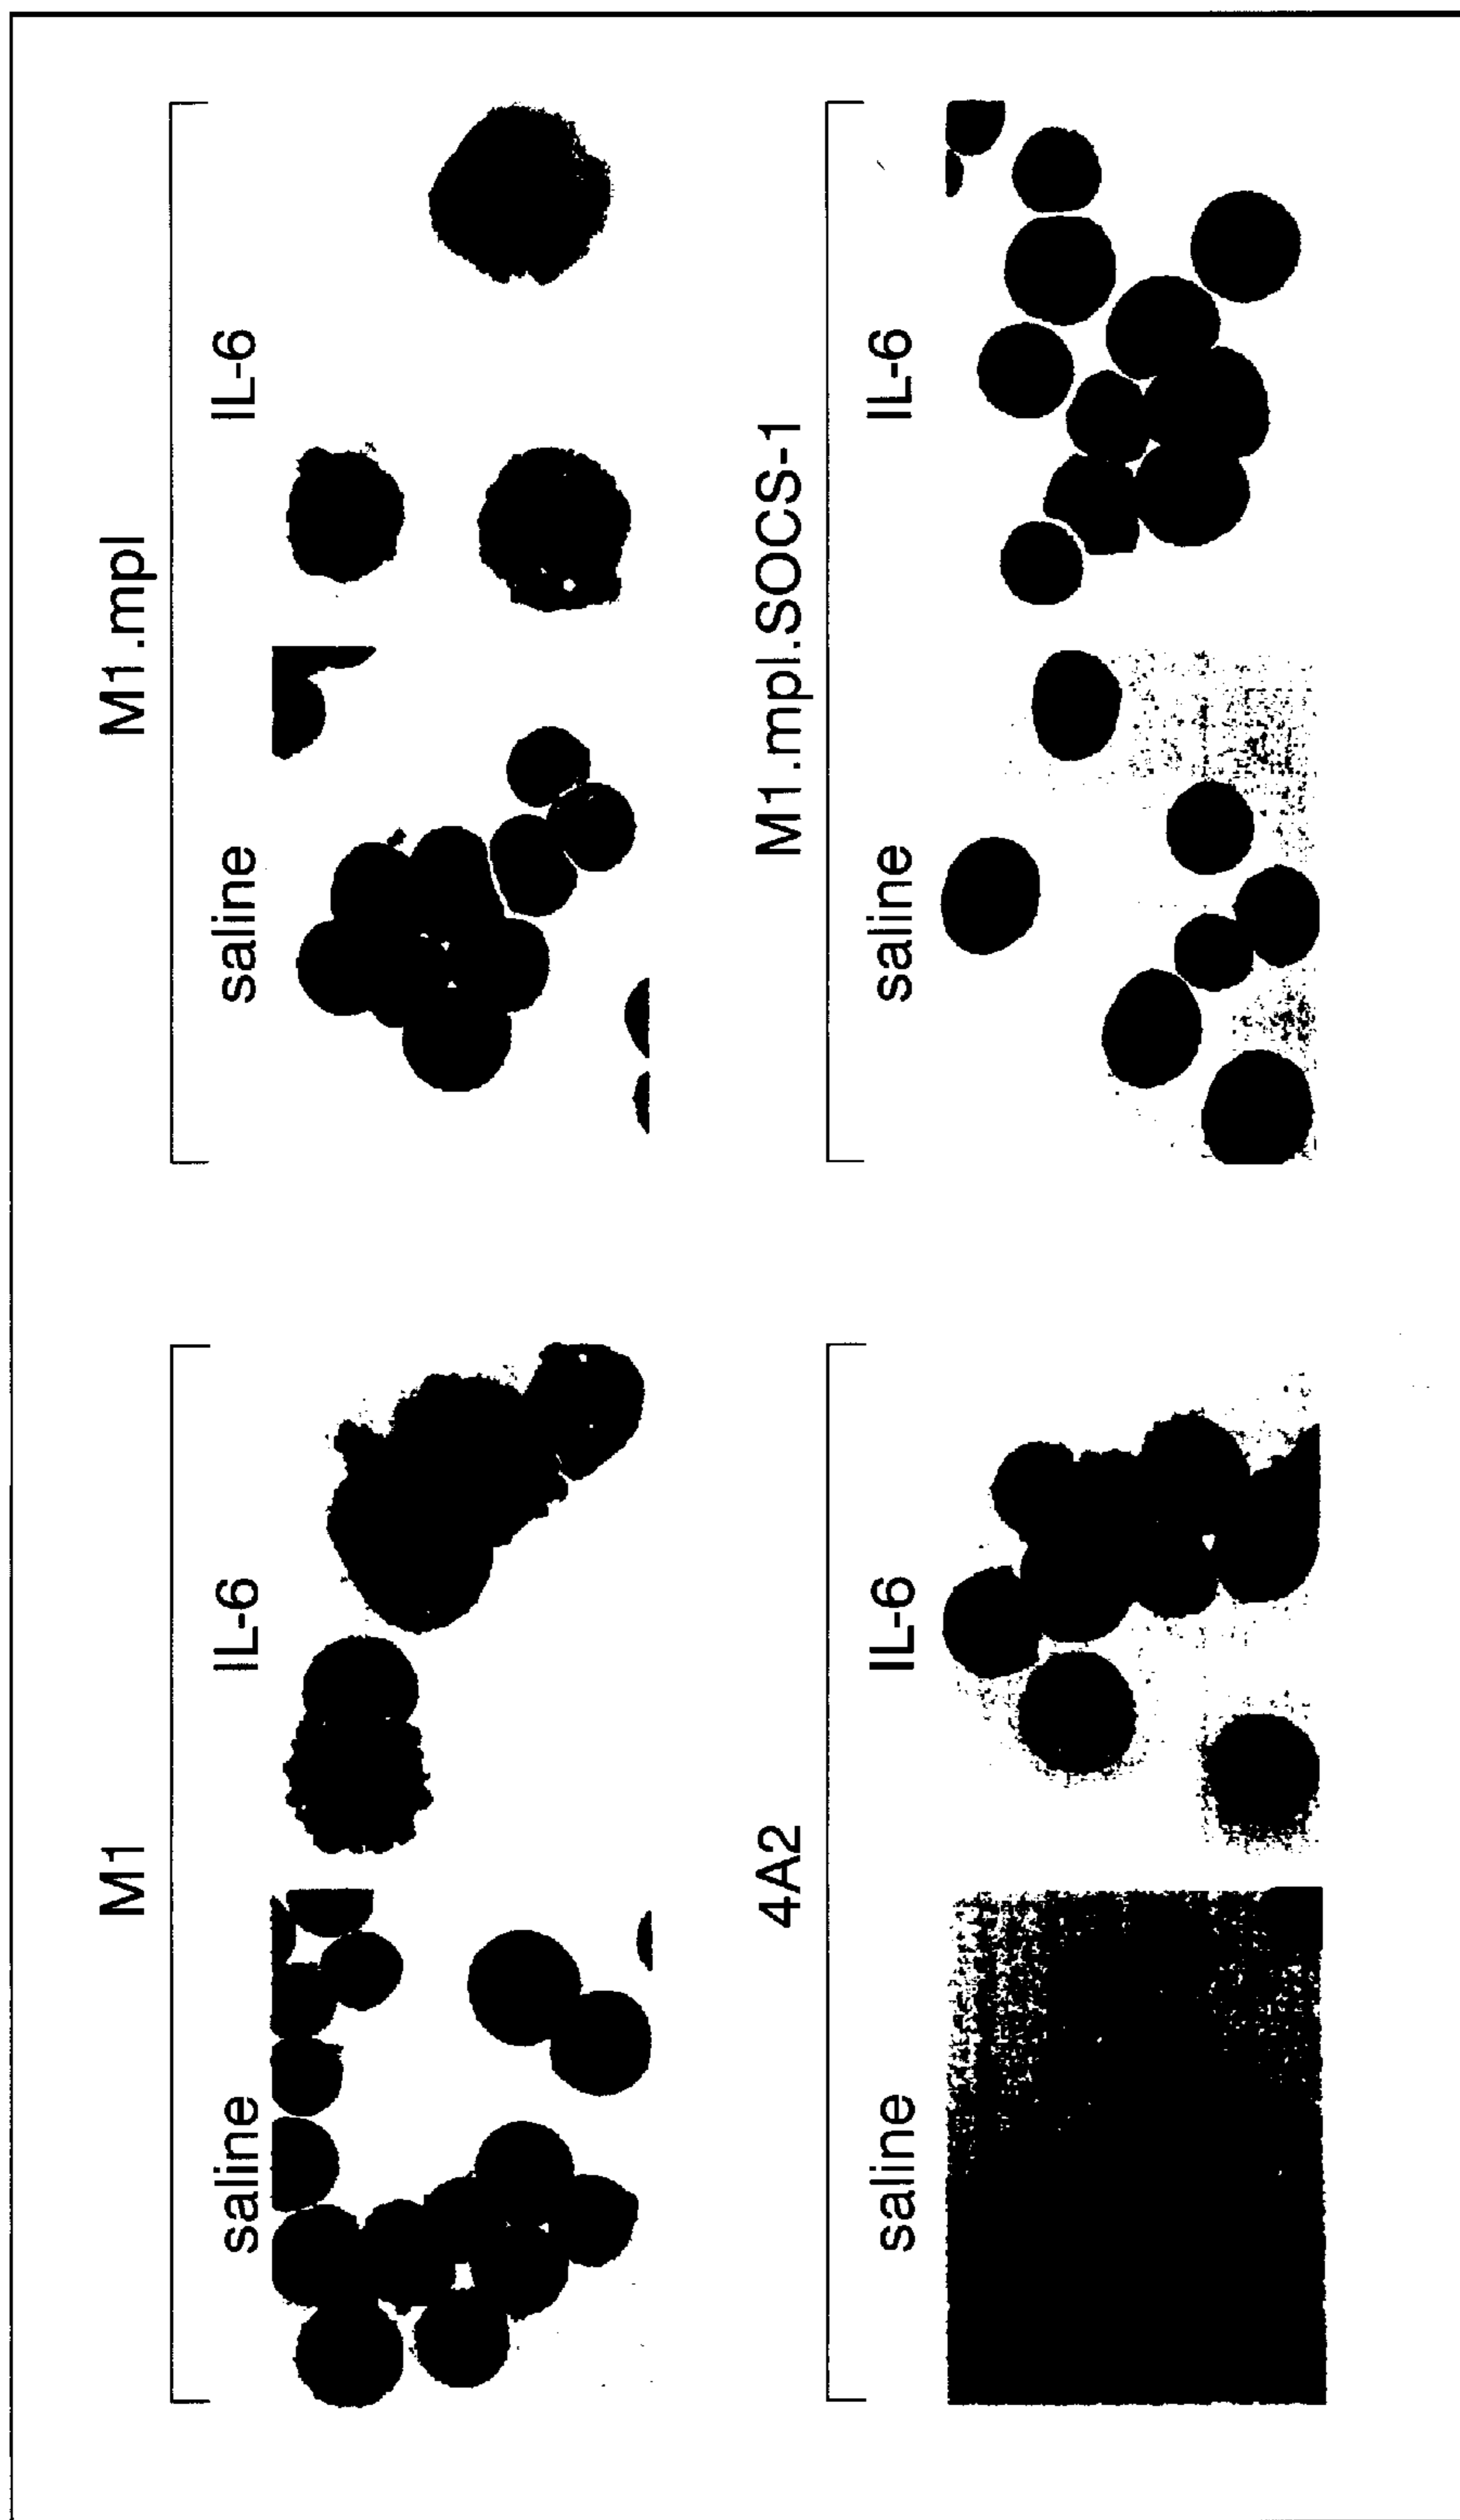 M1
M1.mpl
saline
IL-6
saline
IL-6
4A2
M1.mpl.SOCS-1
saline
IL-6
saline
IL-6